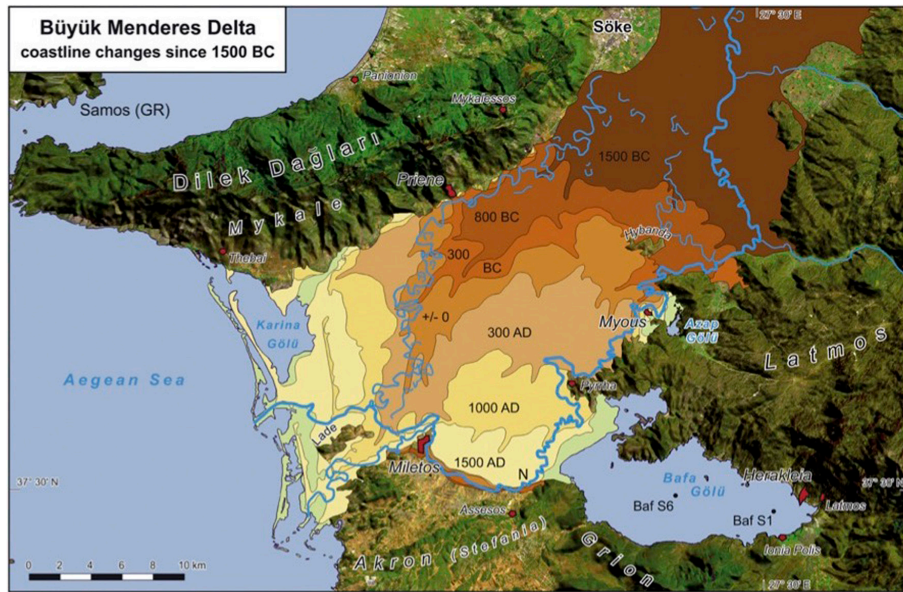 Büyük Menderes Delta
coastline changes since 1500 BC
27° 30' E
Söke
Panionion
Samos (GR)
Mykalessos
Dilek Dağları
1500 BC
Priene
Mykale
800 BC
Hybanda
Thebai
300
BC
Karina
Gölü
+/- 0
Myous
Azap
Gölü
300 AD
Latmos
Aegean Sea
Pyrrha
1000 AD
Lade
1500 AD
N
Miletos
37° 30' N
Bafa
Gölü
Herakleia
37° 30' N
Baf S6
Latmos
Assesos
Baf S1
Akron (Stefania)
Grion
Ionia Polis
0 2 4 6 8 10 km
27° 30' E